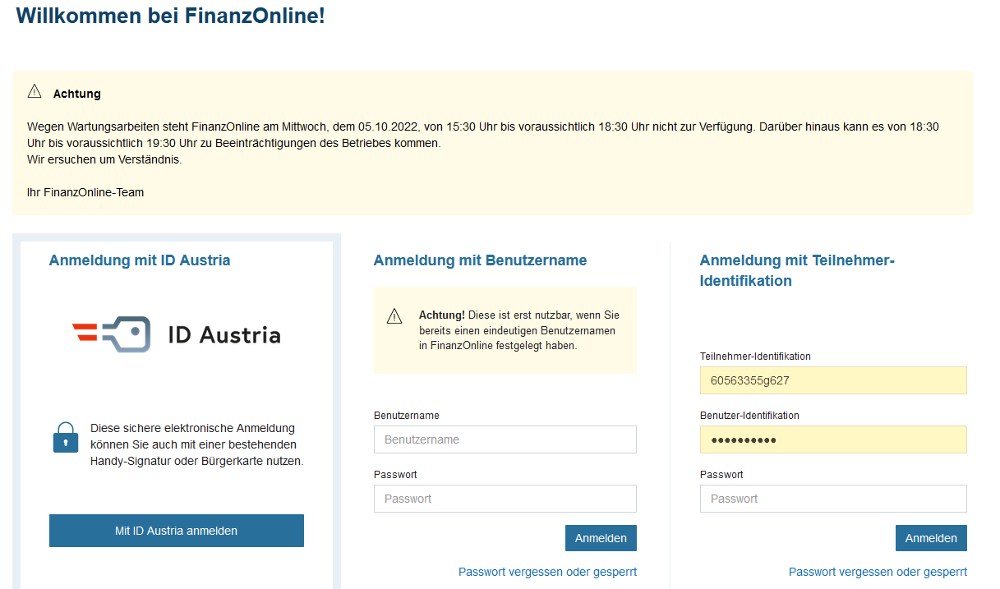 Willkommen bei FinanzOnline!
Achtung
Wegen Wartungsarbeiten steht FinanzOnline am Mittwoch, dem 05.10.2022, von 15:30 Uhr bis voraussichtlich 18:30 Uhr nicht zur Verfügung. Darüber hinaus kann es von 18:30
Uhr bis voraussichtlich 19:30 Uhr zu Beeinträchtigungen des Betriebes kommen.
Wir ersuchen um Verständnis.
Ihr FinanzOnline-Team
Anmeldung mit ID Austria
ID Austria
Diese sichere elektronische Anmeldung
können Sie auch mit einer bestehenden
Handy-Signatur oder Bürgerkarte nutzen.
Mit ID Austria anmelden
Anmeldung mit Benutzername
Achtung! Diese ist erst nutzbar, wenn Sie
bereits einen eindeutigen Benutzernamen
in FinanzOnline festgelegt haben.
Benutzername
Benutzername
Passwort
Passwort
Anmelden
Passwort vergessen oder gesperrt
Anmeldung mit Teilnehmer-
Identifikation
Teilnehmer-Identifikation
60563355g627
Benutzer-Identifikation
●●●●●●●●●●
Passwort
Passwort
Anmelden
Passwort vergessen oder gesperrt